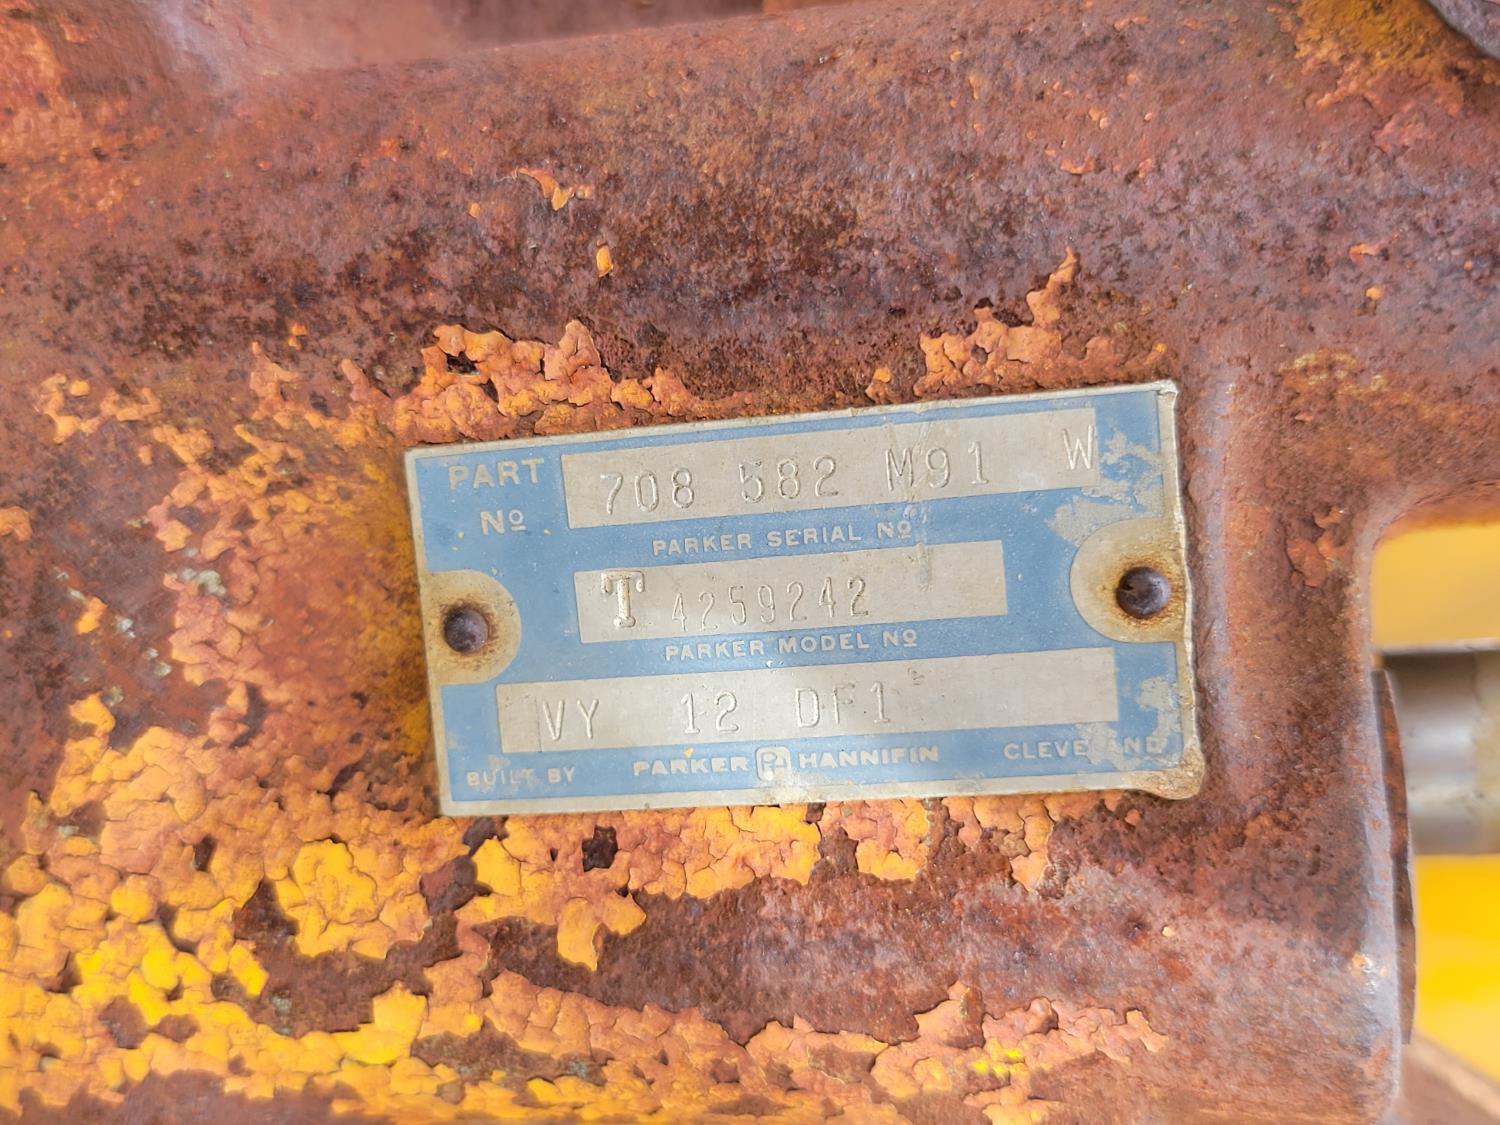 PART Nº 708 582 M91 W
PARKER SERIAL Nº
T 4259242
PARKER MODEL Nº
VY 12 DF1
BUILT BY PARKER HANNIFIN CLEVELAND